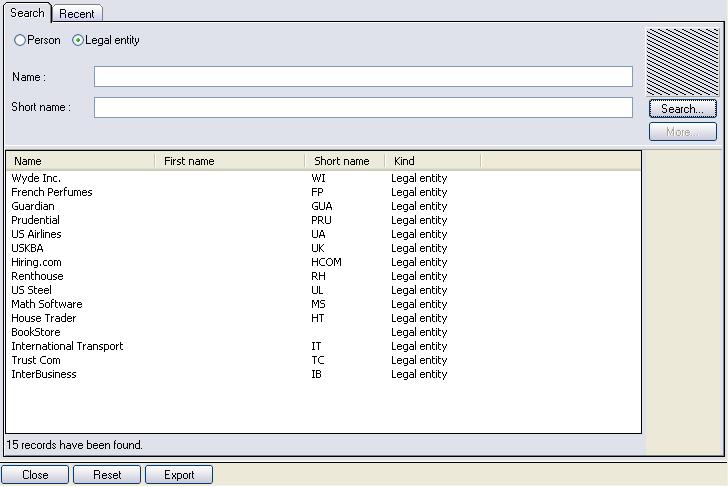 Search Recent
Person Legal entity
Name :
Short name :
Search...
More...
Name First name Short name Kind
Wyde Inc. WI Legal entity
French Perfumes FP Legal entity
Guardian GUA Legal entity
Prudential PRU Legal entity
US Airlines UA Legal entity
USKBA UK Legal entity
Hiring.com HCOM Legal entity
Renthouse RH Legal entity
US Steel UL Legal entity
Math Software MS Legal entity
House Trader HT Legal entity
BookStore Legal entity
International Transport IT Legal entity
Trust Com TC Legal entity
InterBusiness IB Legal entity
15 records have been found.
Close Reset Export